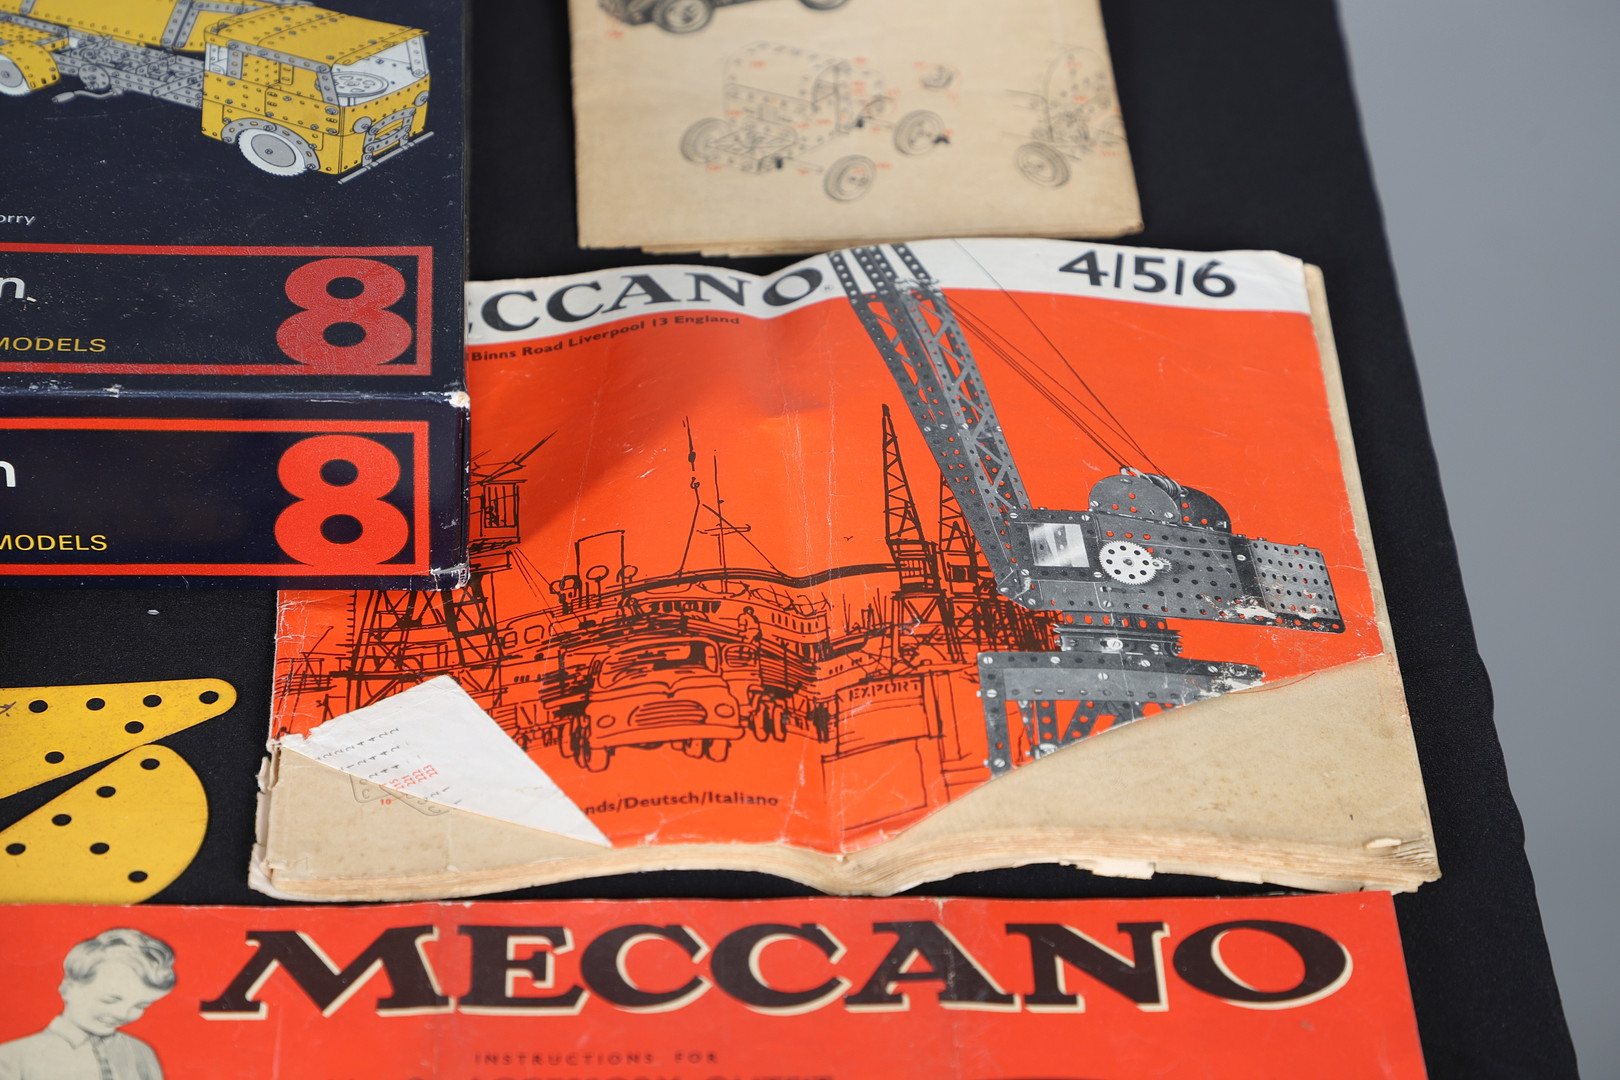 orry
n
8
MODELS
n
8
MODELS
ECCANO
4/5/6
Binns Road Liverpool 13 England
EXPORT
nds/Deutsch/Italiano
MECCANO
INSTRUCTIONS FOR